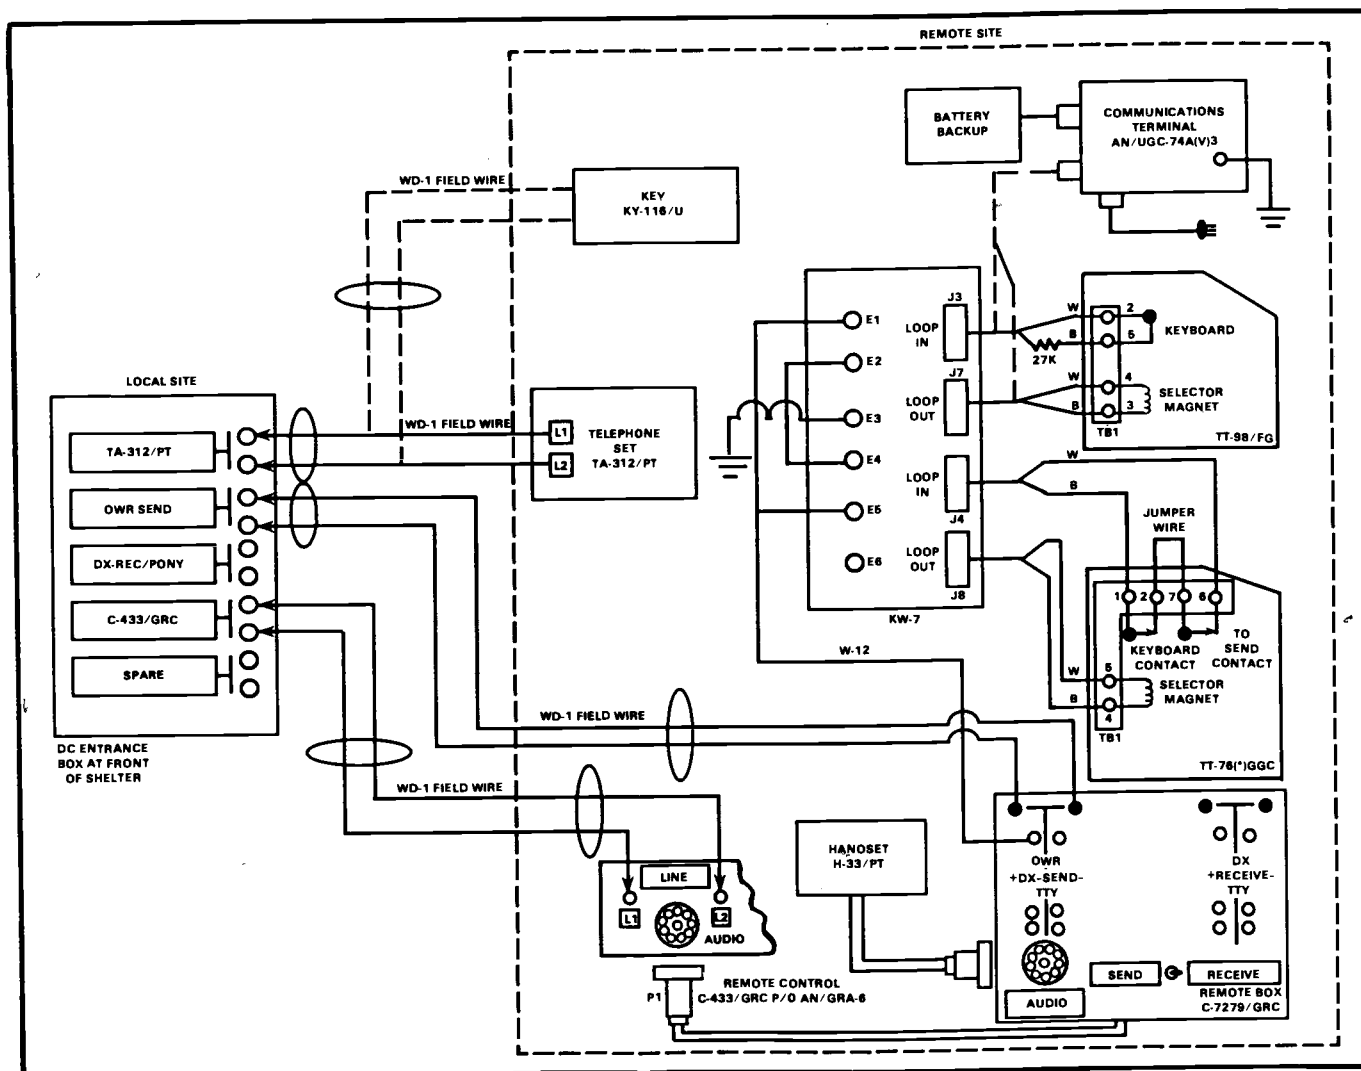 REMOTE SITE
BATTERY
BACKUP
COMMUNICATIONS
TERMINAL
AN/UGC-74A(V)3
WD-1 FIELD WIRE
KEY
KY-116/U
LOCAL SITE
TA-312/PT
OWR SEND
DX-REC/PONY
C-433/GRC
SPARE
DC ENTRANCE
BOX AT FRONT
OF SHELTER
WD-1 FIELD WIRE
L1
L2
TELEPHONE
SET
TA-312/PT
E1
E2
E3
E4
E5
E6
J3
LOOP
IN
J7
LOOP
OUT
LOOP
IN
J4
LOOP
OUT
J8
KW-7
W
B
27K
W
B
2
5
4
3
KEYBOARD
SELECTOR
MAGNET
TB1
TT-98/FG
W
B
JUMPER
WIRE
1
2
7
6
KEYBOARD
CONTACT
TO
SEND
CONTACT
W
B
5
4
SELECTOR
MAGNET
TB1
TT-76(*)GGC
W-12
WD-1 FIELD WIRE
WD-1 FIELD WIRE
LINE
L1
L2
AUDIO
P1
REMOTE CONTROL
C-433/GRC P/O AN/GRA-6
HANDSET
H-33/PT
OWR
+DX-SEND-
TTY
DX
+RECEIVE-
TTY
AUDIO
SEND
RECEIVE
REMOTE BOX
C-7279/GRC